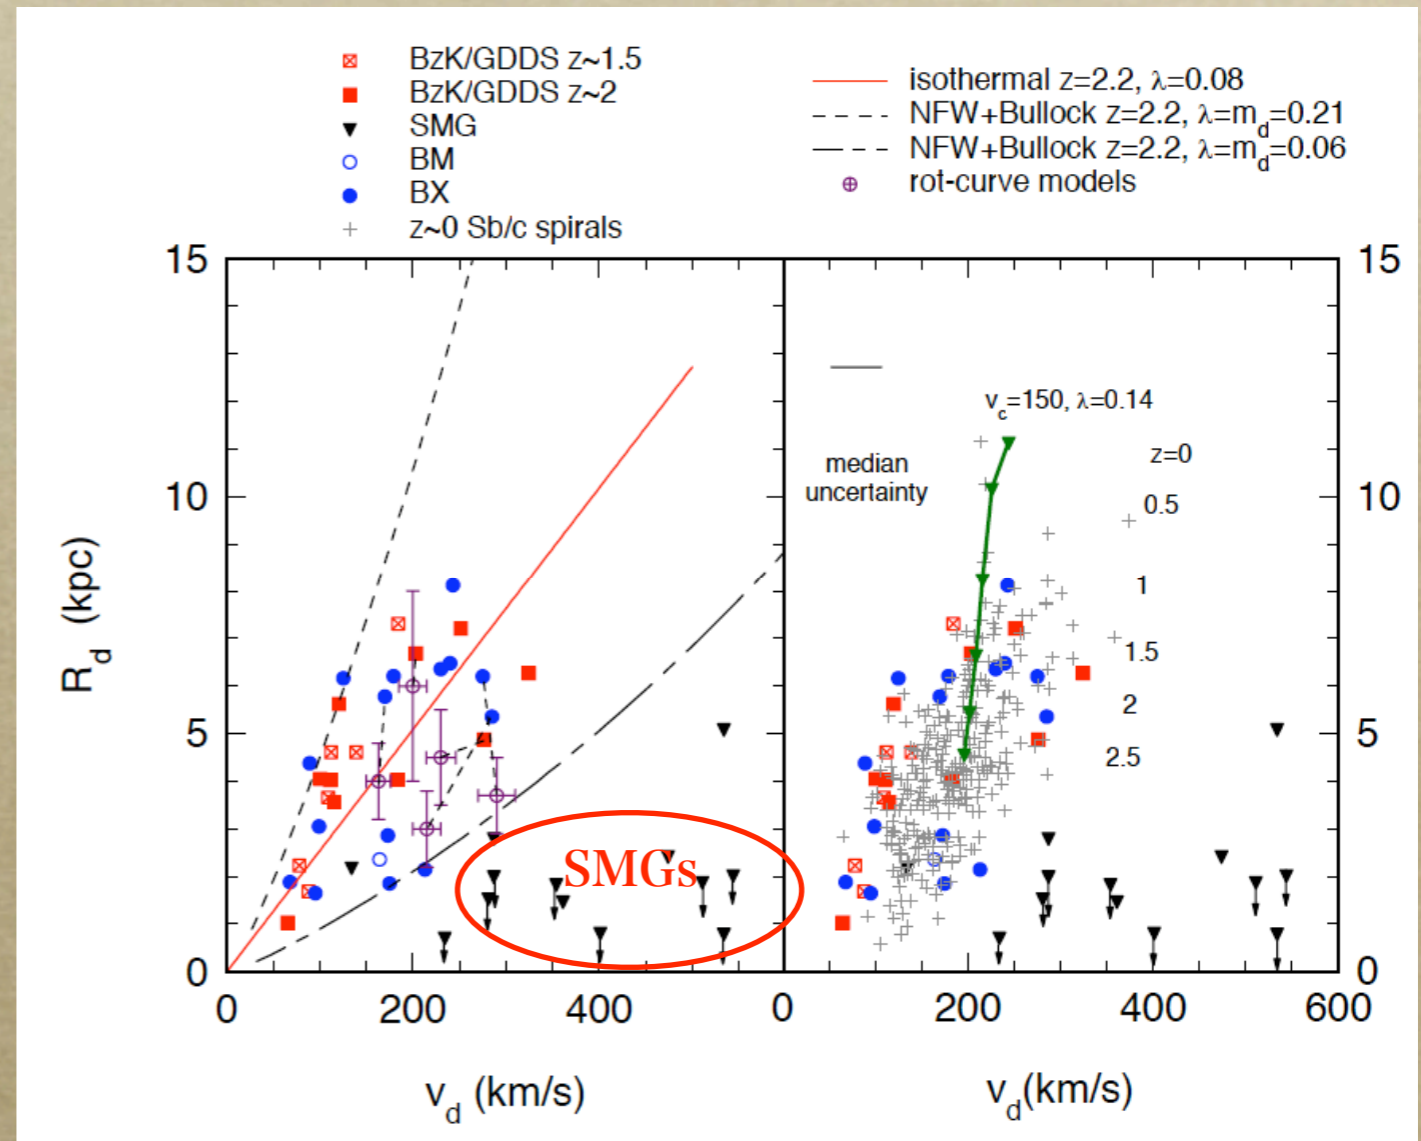 BzK/GDDS z~1.5
BzK/GDDS z~2
SMG
BM
BX
z~0 Sb/c spirals
isothermal z=2.2, λ=0.08
NFW+Bullock z=2.2, λ=m_d=0.21
NFW+Bullock z=2.2, λ=m_d=0.06
rot-curve models
15
10
5
0
R_d (kpc)
SMGs
0 200 400
v_d (km/s)
v_c=150, λ=0.14
median
uncertainty
z=0
0.5
1
1.5
2
2.5
15
10
5
0
0 200 400 600
v_d(km/s)